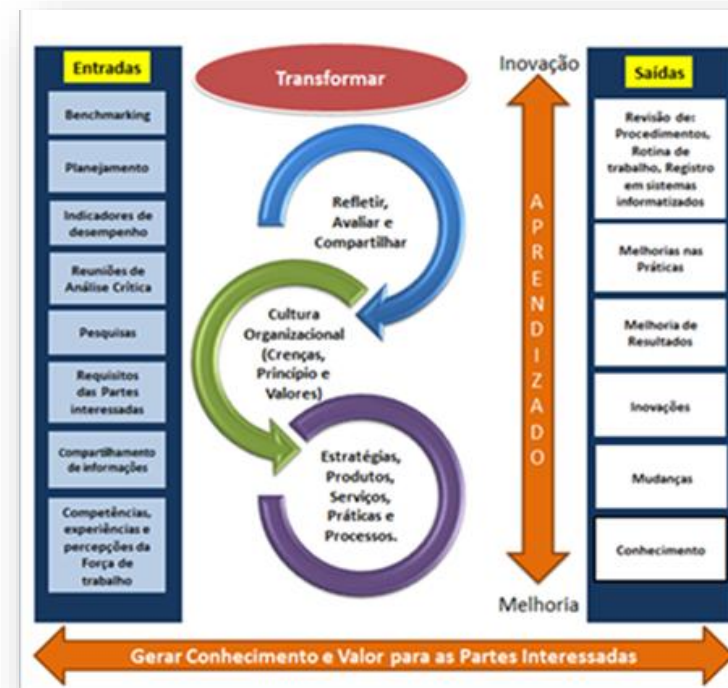 Entradas
Benchmarking
Planejamento
Indicadores de
desempenho
Reuniões de
Análise Crítica
Pesquisas
Requisitos
das Partes
interessadas
Compartilhamento
de informações
Competências,
experiências e
percepções da
Força de
trabalho
Transformar
Refletir,
Avaliar e
Compartilhar
Cultura
Organizacional
(Crenças,
Princípio e
Valores)
Estratégias,
Produtos,
Serviços,
Práticas e
Processos.
Inovação
APRENDIZADO
Melhoria
Saídas
Revisão de:
Procedimentos,
Rotina de
trabalho, Registro
em sistemas
informatizados
Melhorias nas
Práticas
Melhoria de
Resultados
Inovações
Mudanças
Conhecimento
Gerar Conhecimento e Valor para as Partes Interessadas